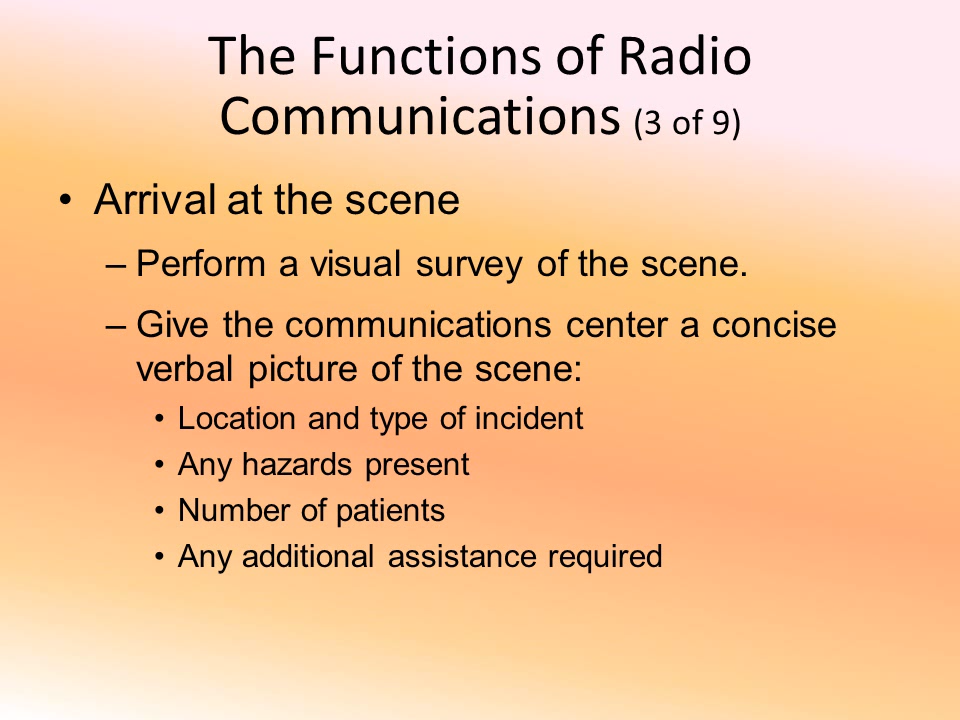 The Functions of Radio
Communications (3 of 9)
• Arrival at the scene
– Perform a visual survey of the scene.
– Give the communications center a concise
verbal picture of the scene:
• Location and type of incident
• Any hazards present
• Number of patients
• Any additional assistance required